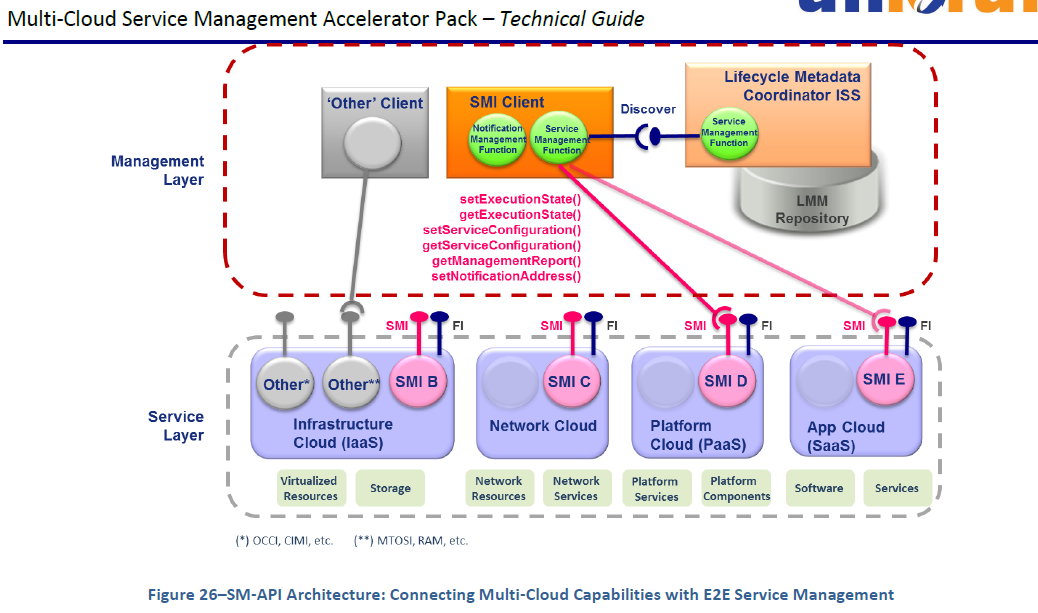 Multi-Cloud Service Management Accelerator Pack – Technical Guide
Management
Layer
'Other' Client
SMI Client
Notification
Management
Function
Service
Management
Function
Discover
Lifecycle Metadata
Coordinator ISS
Service
Management
Function
LMM
Repository
setExecutionState()
getExecutionState()
setServiceConfiguration()
getServiceConfiguration()
getManagementReport()
setNotificationAddress()
SMI
FI
SMI
FI
SMI
FI
SMI
FI
Service
Layer
Other*
Other**
SMI B
Infrastructure
Cloud (IaaS)
SMI C
Network Cloud
SMI D
Platform
Cloud (PaaS)
SMI E
App Cloud
(SaaS)
Virtualized
Resources
Storage
Network
Resources
Network
Services
Platform
Services
Platform
Components
Software
Services
(*) OCCI, CIMI, etc. (**) MTOSI, RAM, etc.
Figure 26–SM-API Architecture: Connecting Multi-Cloud Capabilities with E2E Service Management